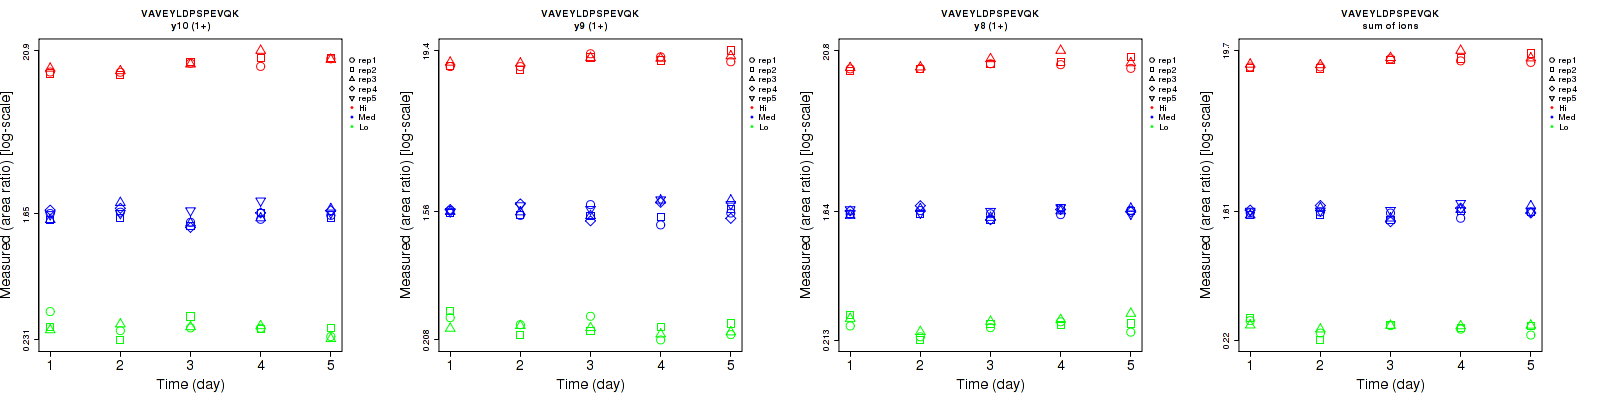 VAVEYLDPSPEVQK
y10 (1+)
Measured (area ratio) [log-scale]
20.9
1.65
0.231
1 2 3 4 5
Time (day)
rep1
rep2
rep3
rep4
rep5
Hi
Med
Lo
VAVEYLDPSPEVQK
y9 (1+)
Measured (area ratio) [log-scale]
19.4
1.56
0.208
1 2 3 4 5
Time (day)
rep1
rep2
rep3
rep4
rep5
Hi
Med
Lo
VAVEYLDPSPEVQK
y8 (1+)
Measured (area ratio) [log-scale]
20.8
1.64
0.213
1 2 3 4 5
Time (day)
rep1
rep2
rep3
rep4
rep5
Hi
Med
Lo
VAVEYLDPSPEVQK
sum of ions
Measured (area ratio) [log-scale]
19.7
1.61
0.22
1 2 3 4 5
Time (day)
rep1
rep2
rep3
rep4
rep5
Hi
Med
Lo